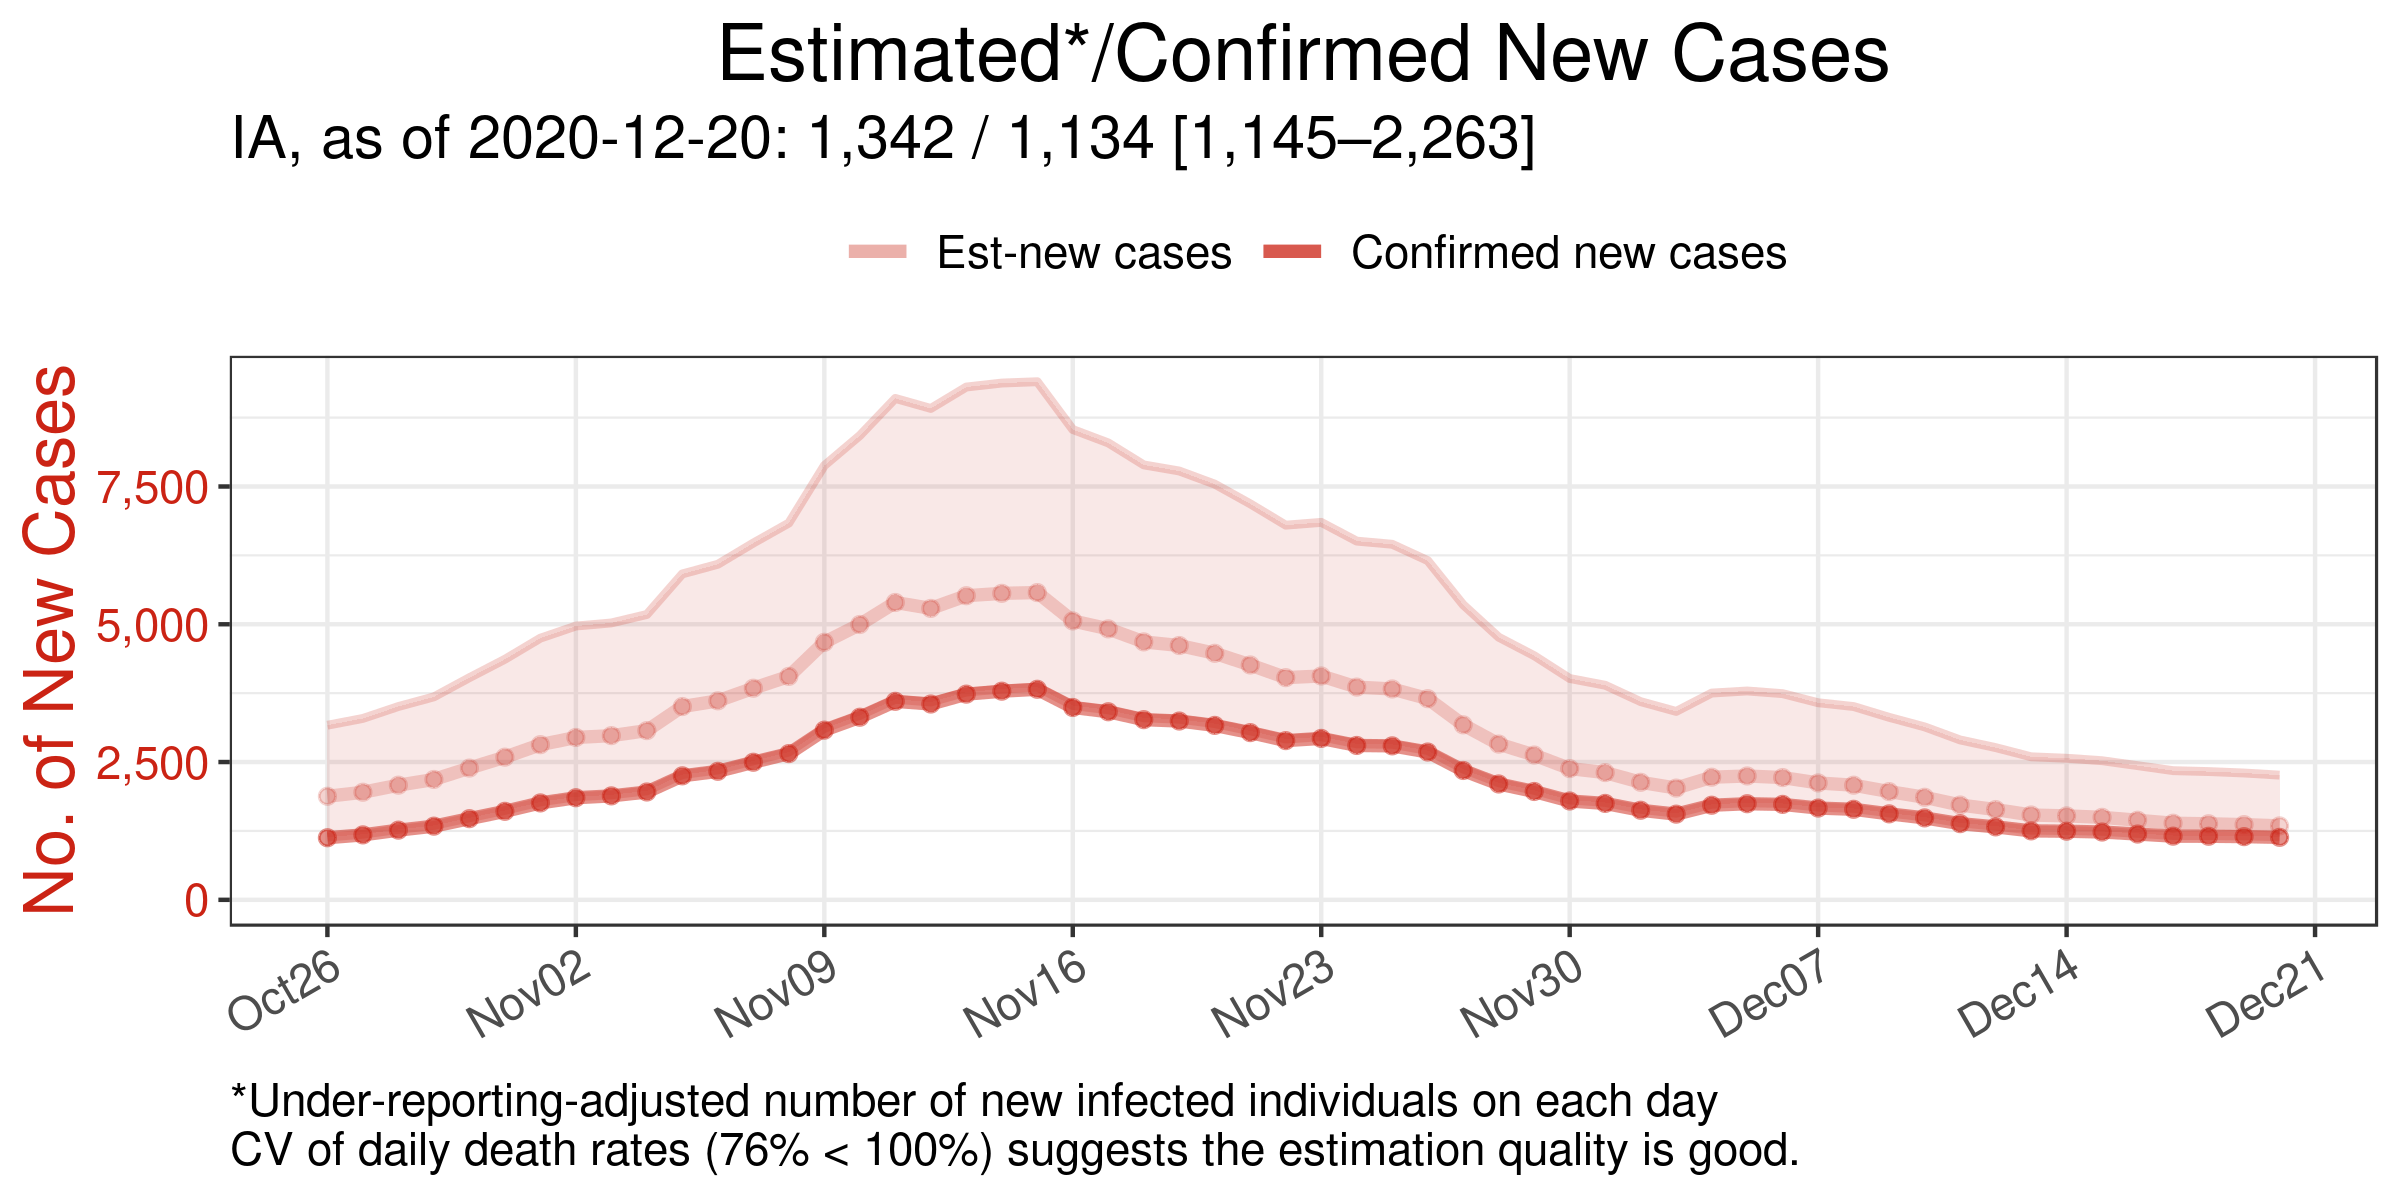 Estimated*/Confirmed New Cases
IA, as of 2020-12-20: 1,342 / 1,134 [1,145–2,263]
Est-new cases
Confirmed new cases
No. of New Cases
7,500
5,000
2,500
0
Oct26
Nov02
Nov09
Nov16
Nov23
Nov30
Dec07
Dec14
Dec21
*Under-reporting-adjusted number of new infected individuals on each day
CV of daily death rates (76% < 100%) suggests the estimation quality is good.